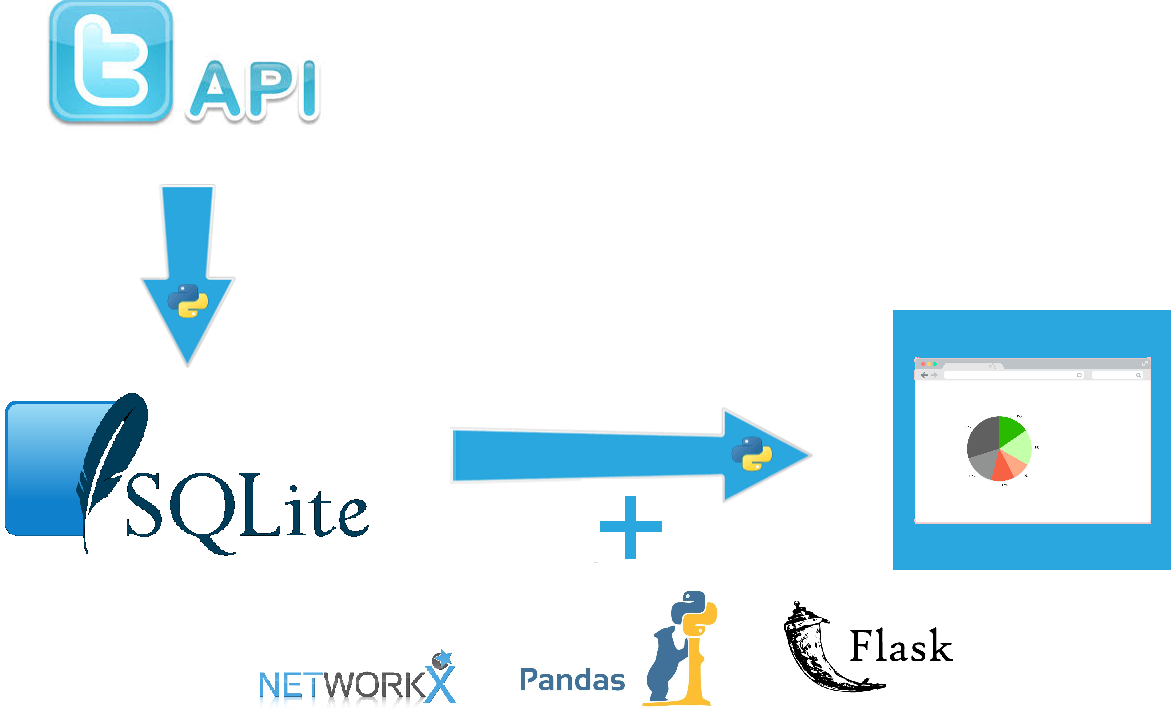 API
SQLite
NETWORKX
Pandas
Flask